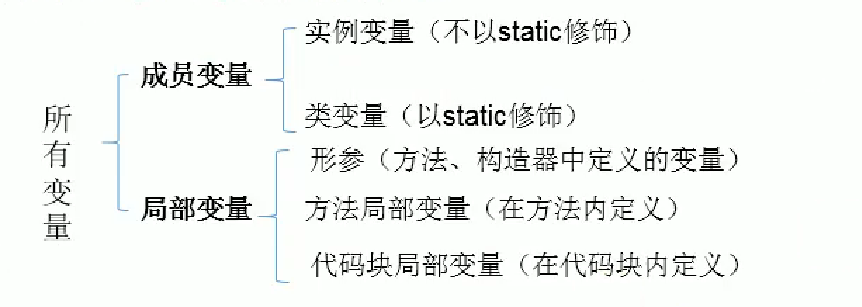 所有变量
成员变量
实例变量（不以static修饰）
类变量（以static修饰）
局部变量
形参（方法、构造器中定义的变量）
方法局部变量（在方法内定义）
代码块局部变量（在代码块内定义）